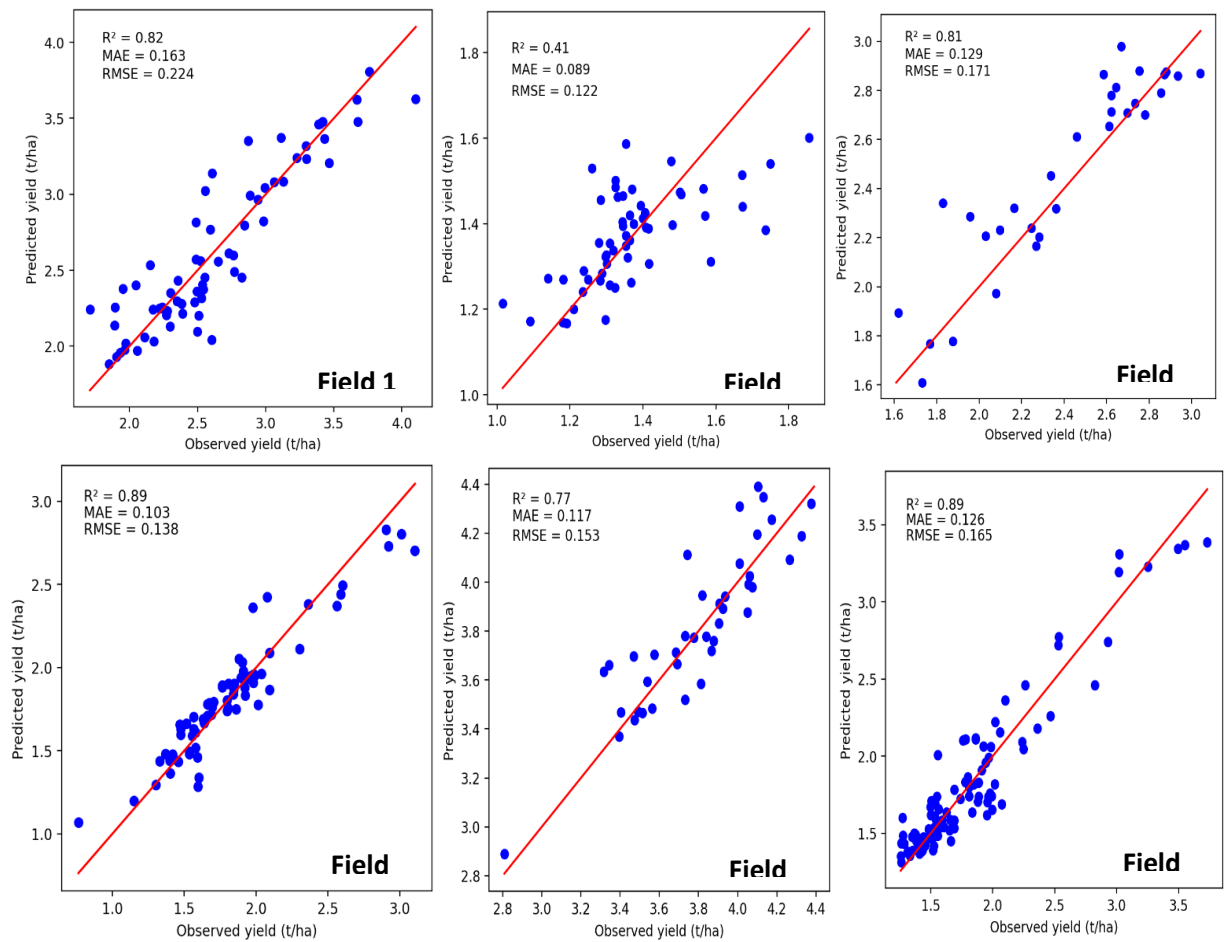 R² = 0.82
MAE = 0.163
RMSE = 0.224
4.0
3.5
3.0
2.5
2.0
Predicted yield (t/ha)
Field 1
2.0 2.5 3.0 3.5 4.0
Observed yield (t/ha)
R² = 0.41
MAE = 0.089
RMSE = 0.122
1.8
1.6
1.4
1.2
1.0
Predicted yield (t/ha)
Field
1.0 1.2 1.4 1.6 1.8
Observed yield (t/ha)
R² = 0.81
MAE = 0.129
RMSE = 0.171
3.0
2.8
2.6
2.4
2.2
2.0
1.8
1.6
Predicted yield (t/ha)
Field
1.6 1.8 2.0 2.2 2.4 2.6 2.8 3.0
Observed yield (t/ha)
R² = 0.89
MAE = 0.103
RMSE = 0.138
3.0
2.5
2.0
1.5
1.0
Predicted yield (t/ha)
Field
1.0 1.5 2.0 2.5 3.0
Observed yield (t/ha)
R² = 0.77
MAE = 0.117
RMSE = 0.153
4.4
4.2
4.0
3.8
3.6
3.4
3.2
3.0
2.8
Predicted yield (t/ha)
Field
2.8 3.0 3.2 3.4 3.6 3.8 4.0 4.2 4.4
Observed yield (t/ha)
R² = 0.89
MAE = 0.126
RMSE = 0.165
3.5
3.0
2.5
2.0
1.5
Predicted yield (t/ha)
Field
1.5 2.0 2.5 3.0 3.5
Observed yield (t/ha)